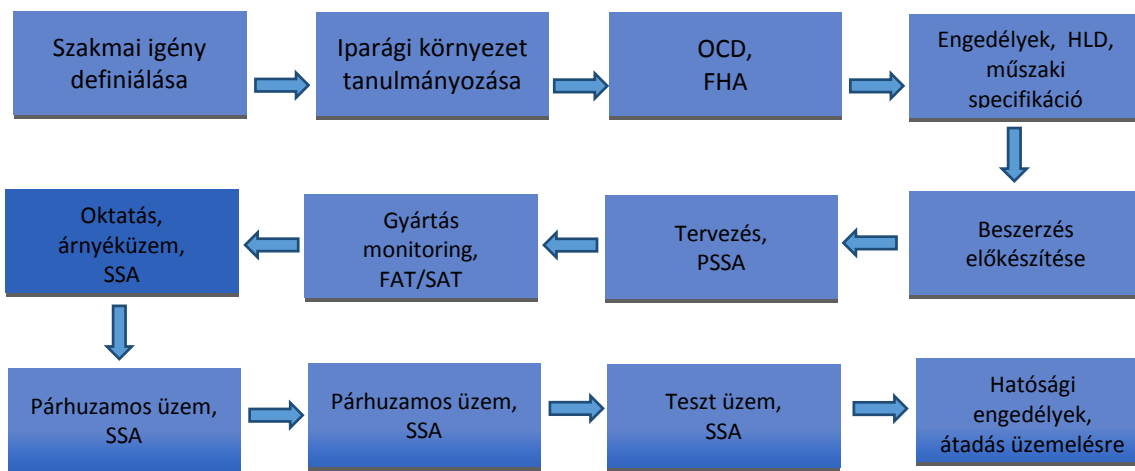 Szakmai igény
definiálása
Iparági környezet
tanulmányozása
OCD,
FHA
Engedélyek, HLD,
műszaki
specifikáció
Beszerzés
előkészítése
Tervezés,
PSSA
Gyártás
monitoring,
FAT/SAT
Oktatás,
árnyéküzem,
SSA
Párhuzamos üzem,
SSA
Párhuzamos üzem,
SSA
Teszt üzem,
SSA
Hatósági
engedélyek,
átadás üzemelésre